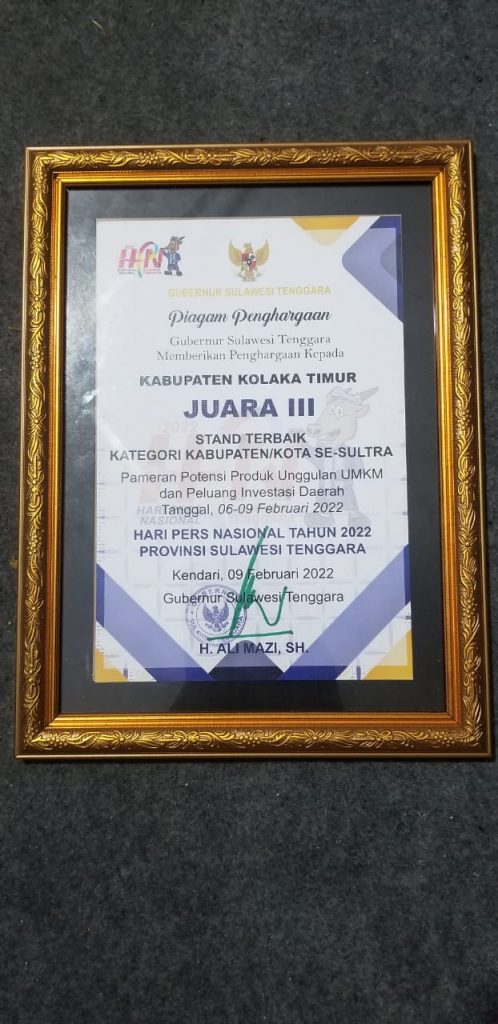 2022
HPN
GUBERNUR SULAWESI TENGGARA
Piagam Penghargaan
Gubernur Sulawesi Tenggara
Memberikan Penghargaan Kepada
KABUPATEN KOLAKA TIMUR
JUARA III
STAND TERBAIK
KATEGORI KABUPATEN/KOTA SE-SULTRA
Pameran Potensi Produk Unggulan UMKM
dan Peluang Investasi Daerah
Tanggal, 06-09 Februari 2022
HARI PERS NASIONAL TAHUN 2022
PROVINSI SULAWESI TENGGARA
Kendari, 09 Februari 2022
Gubernur Sulawesi Tenggara
H. ALI MAZI, SH.